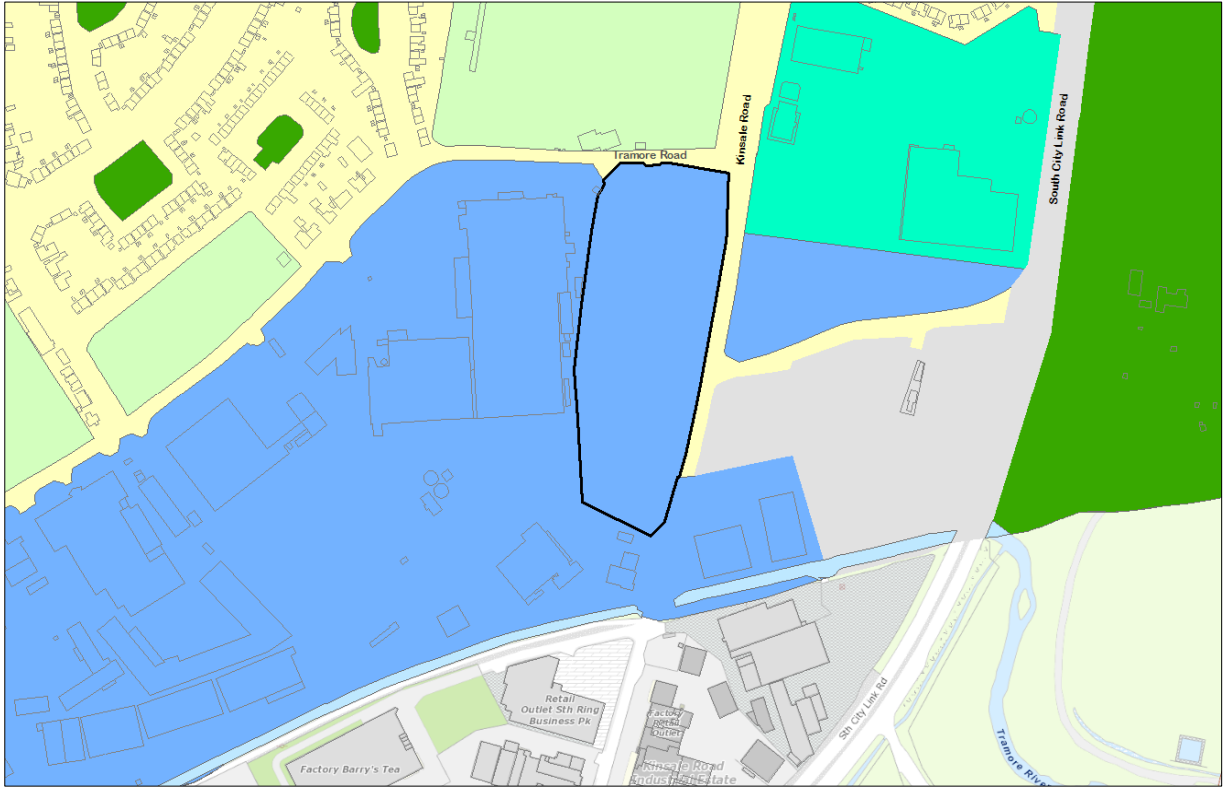 Tramore Road
Kinsale Road
South City Link Road
Retail
Outlet Sth Ring
Business Pk
Factory
Retail
Outlet
Sth City Link Rd
Factory Barry's Tea
Kinsale Road
Industrial Estate
Tramore River